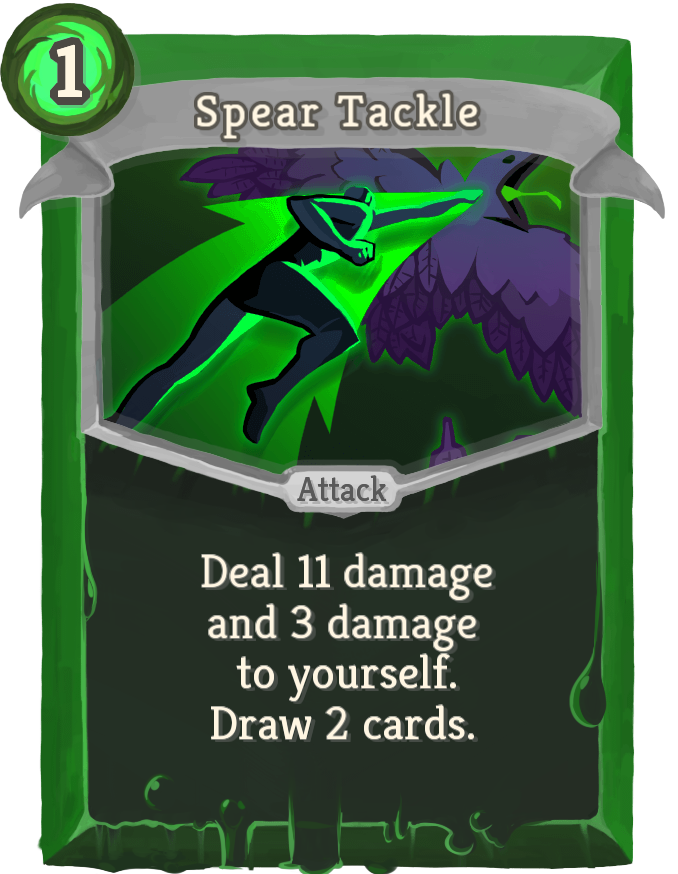 1
Spear Tackle
Attack
Deal 11 damage
and 3 damage
to yourself.
Draw 2 cards.